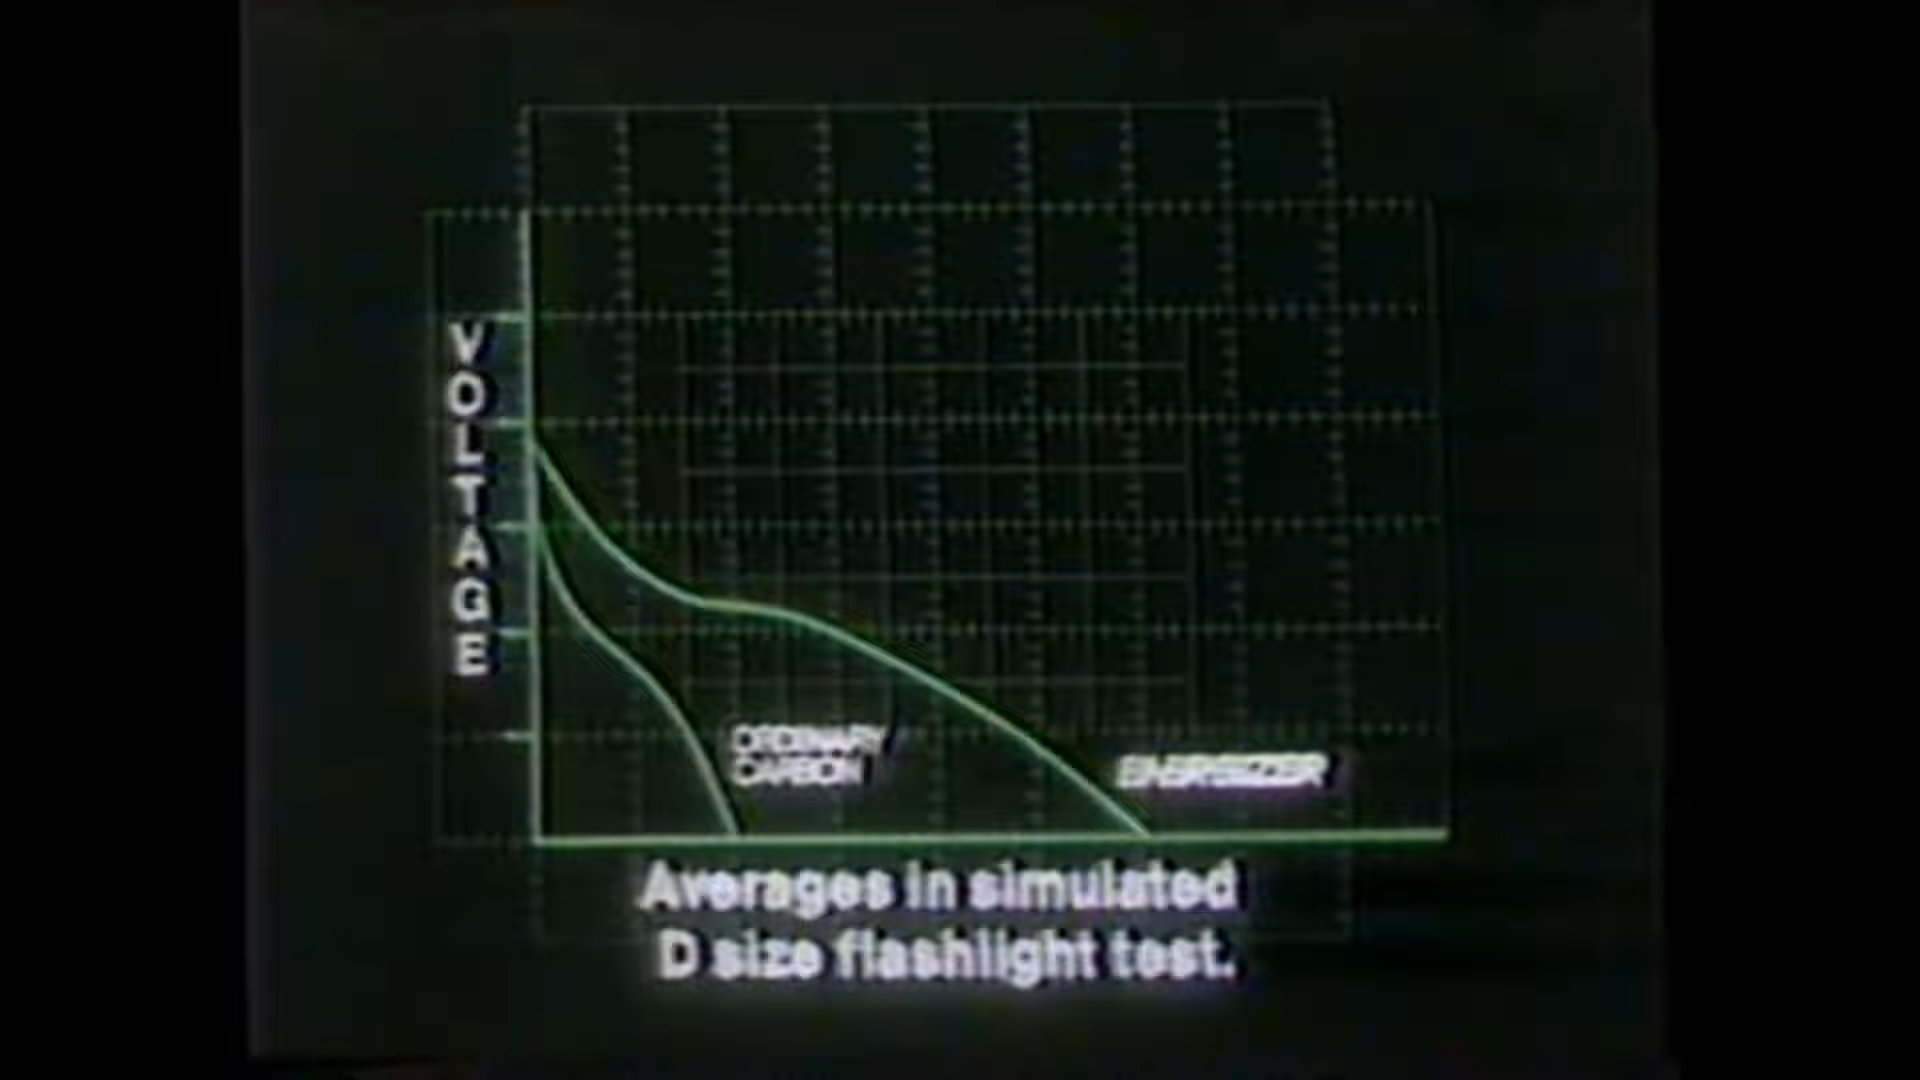 VOLTAGE
ORDINARY
CARBON
ENERGIZER
Averages in simulated
D size flashlight test.